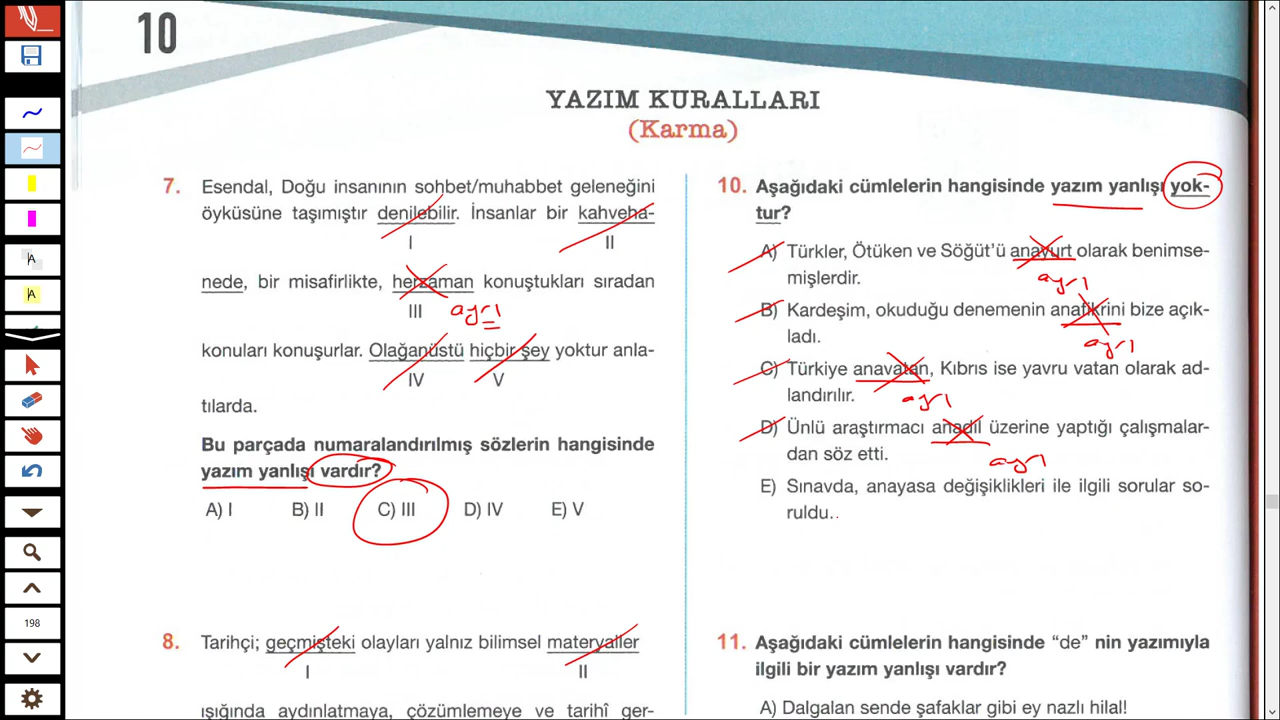 10
YAZIM KURALLARI
(Karma)
7. Esendal, Doğu insanının sohbet/muhabbet geleneğini
öyküsüne taşımıştır denilebilir. İnsanlar bir kahveha-
I II
nede, bir misafirlikte, herzaman konuştukları sıradan
III ayrı
konuları konuşurlar. Olağanüstü hiçbir şey yoktur anla-
IV V
tılarda.
Bu parçada numaralandırılmış sözlerin hangisinde
yazım yanlışı vardır?
A) I B) II C) III D) IV E) V
8. Tarihçi; geçmişteki olayları yalnız bilimsel materyaller
I II
ışığında aydınlatmaya, çözümlemeye ve tarihî ger-
10. Aşağıdaki cümlelerin hangisinde yazım yanlışı yok-
tur?
A) Türkler, Ötüken ve Söğüt'ü anayurt olarak benimse-
mişlerdir. ayrı
B) Kardeşim, okuduğu denemenin anafikrini bize açık-
ladı. ayrı
C) Türkiye anavatan, Kıbrıs ise yavru vatan olarak ad-
landırılır. ayrı
D) Ünlü araştırmacı anadil üzerine yaptığı çalışmalar-
dan söz etti. ayrı
E) Sınavda, anayasa değişiklikleri ile ilgili sorular so-
ruldu..
11. Aşağıdaki cümlelerin hangisinde "de" nin yazımıyla
ilgili bir yazım yanlışı vardır?
A) Dalgalan sende şafaklar gibi ey nazlı hilal!
A
A
198